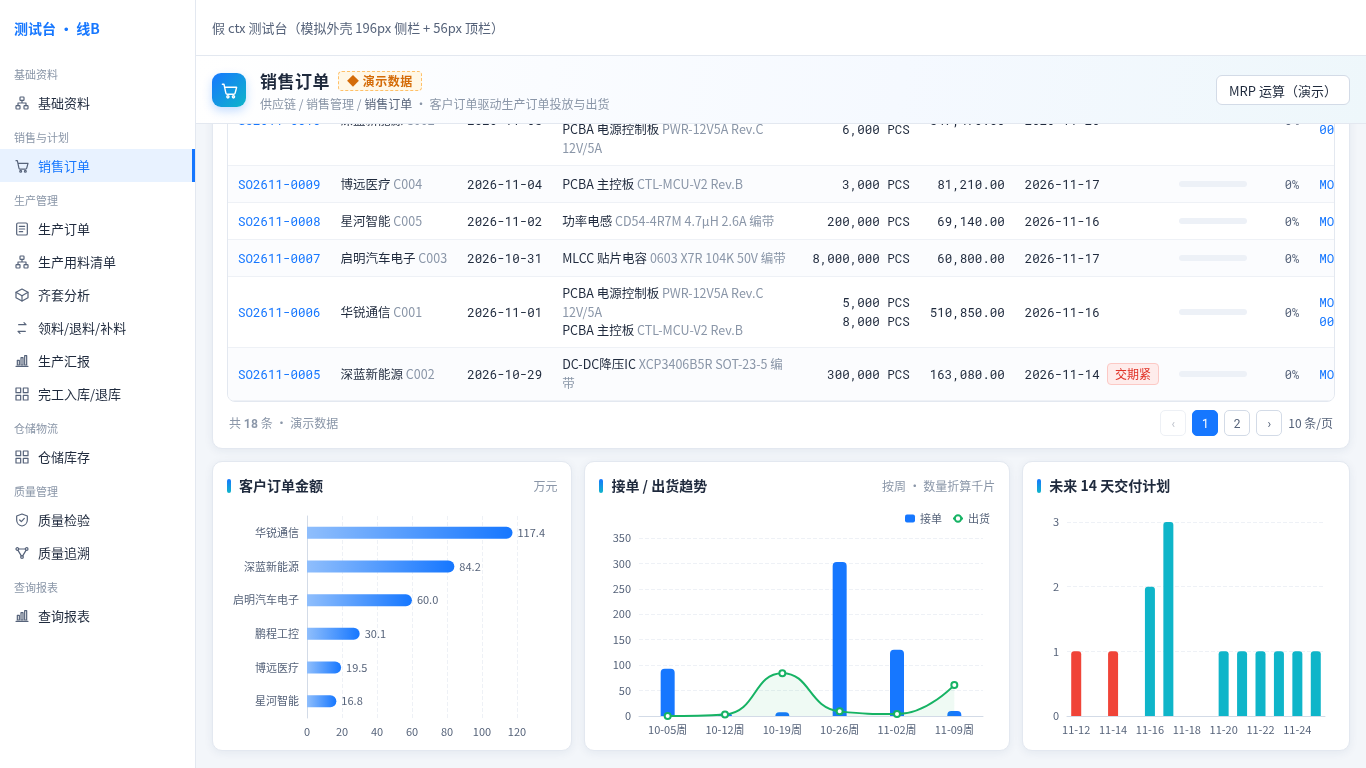 测试台 · 线B
基础资料
基础资料
销售与计划
销售订单
生产管理
生产订单
生产用料清单
齐套分析
领料/退料/补料
生产汇报
完工入库/返库
仓储物流
仓储库存
质量管理
质量检验
质量追溯
查询报表
查询报表
假 ctx 测试台（模拟外壳 196px 侧栏 + 56px 顶栏）
销售订单 ◆ 演示数据
供应链 / 销售管理 / 销售订单 · 客户订单驱动生产订单投放与出货
MRP 运算（演示）
PCBA 电源控制板 PWR-12V5A Rev.C 6,000 PCS 00
12V/5A
SO2611-0009 博远医疗 C004 2026-11-04 PCBA 主控板 CTL-MCU-V2 Rev.B 3,000 PCS 81,210.00 2026-11-17 0% MO
SO2611-0008 星河智能 C005 2026-11-02 功率电感 CD54-4R7M 4.7μH 2.6A 编带 200,000 PCS 69,140.00 2026-11-16 0% MO
SO2611-0007 启明汽车电子 C003 2026-10-31 MLCC 贴片电容 0603 X7R 104K 50V 编带 8,000,000 PCS 60,800.00 2026-11-17 0% MO
PCBA 电源控制板 PWR-12V5A Rev.C
12V/5A 5,000 PCS MO
SO2611-0006 华锐通信 C001 2026-11-01 510,850.00 2026-11-16 0%
PCBA 主控板 CTL-MCU-V2 Rev.B 8,000 PCS 00
DC-DC降压IC XCP3406B5R SOT-23-5 编
SO2611-0005 深蓝新能源 C002 2026-10-29 300,000 PCS 163,080.00 2026-11-14 交期紧 0% MO
带
共 18 条 · 演示数据
‹ 1 2 › 10 条/页
客户订单金额 万元
华锐通信 117.4
深蓝新能源 84.2
启明汽车电子 60.0
鹏程工控 30.1
博远医疗 19.5
星河智能 16.8
0 20 40 60 80 100 120
接单 / 出货趋势 按周 · 数量折算千片
接单 出货
350
300
250
200
150
100
50
0
10-05周 10-12周 10-19周 10-26周 11-02周 11-09周
未来 14 天交付计划
3
2
1
0
11-12 11-14 11-16 11-18 11-20 11-22 11-24